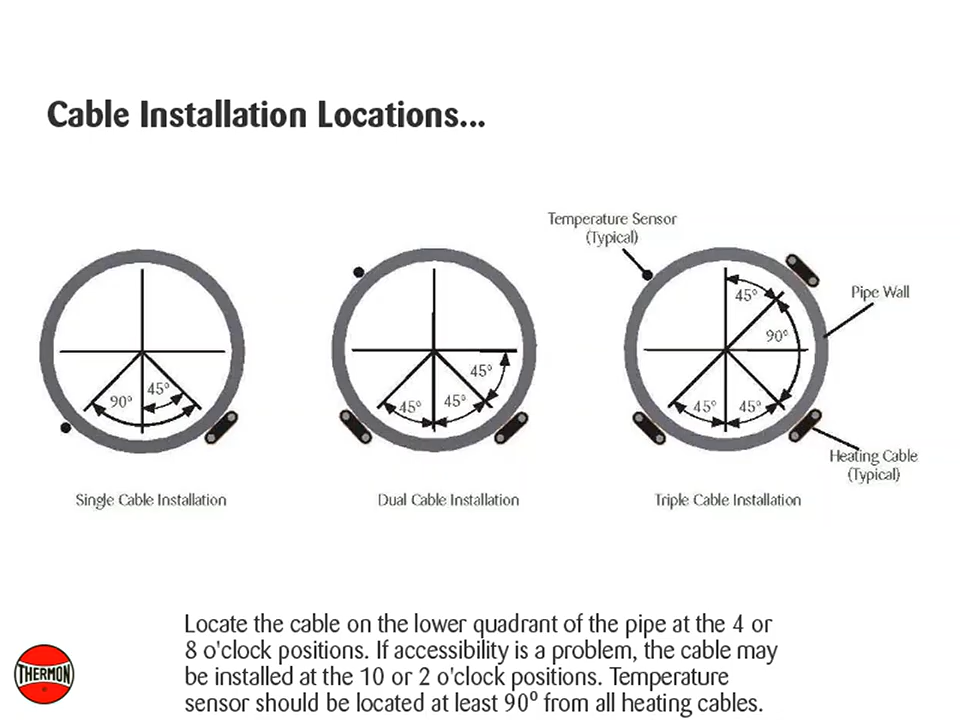 Cable Installation Locations...
Temperature Sensor
(Typical)
Pipe Wall
90°
45°
45°
45°
45°
45°
90°
45°
45°
Heating Cable
(Typical)
Single Cable Installation
Dual Cable Installation
Triple Cable Installation
Locate the cable on the lower quadrant of the pipe at the 4 or
8 o'clock positions. If accessibility is a problem, the cable may
be installed at the 10 or 2 o'clock positions. Temperature
sensor should be located at least 90° from all heating cables.
THERMON
®